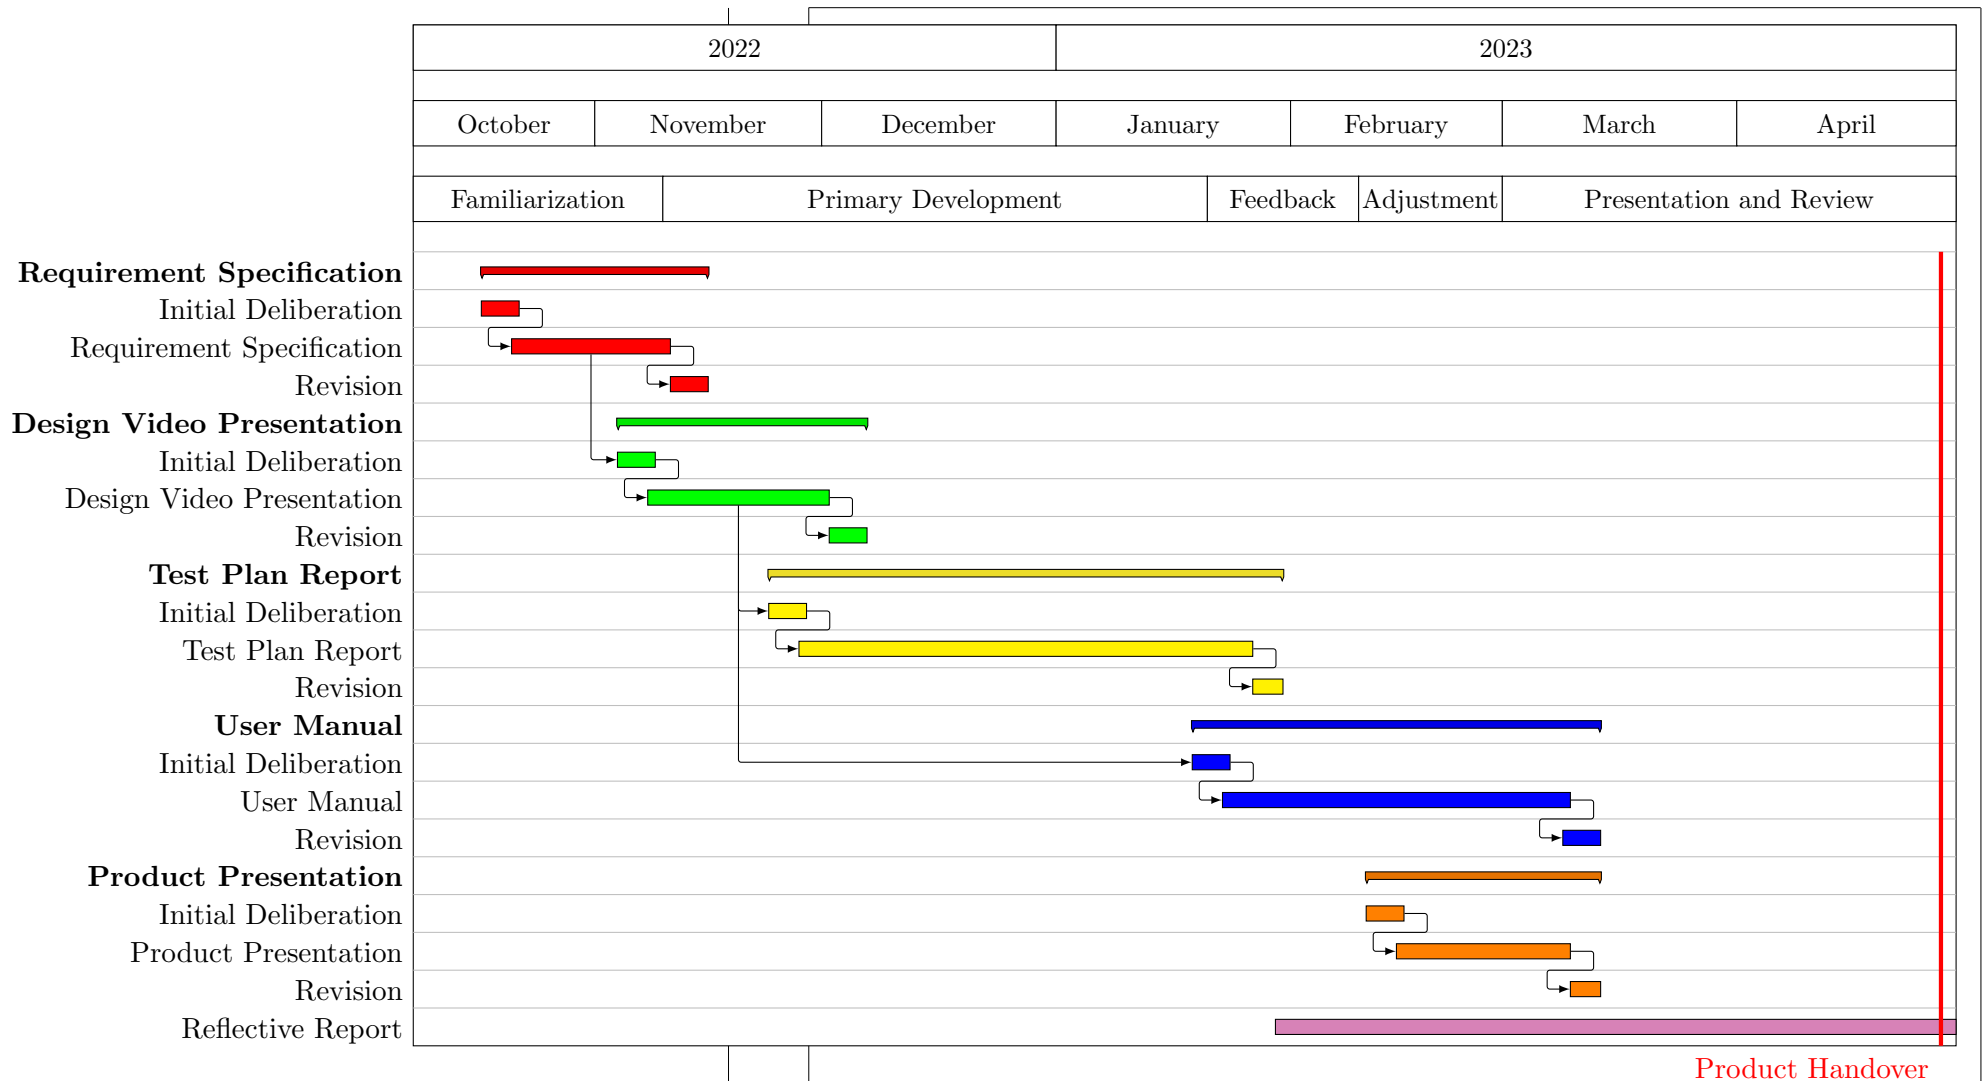 2022 2023
October November December January February March April
Familiarization Primary Development Feedback Adjustment Presentation and Review
Requirement Specification
Initial Deliberation
Requirement Specification
Revision
Design Video Presentation
Initial Deliberation
Design Video Presentation
Revision
Test Plan Report
Initial Deliberation
Test Plan Report
Revision
User Manual
Initial Deliberation
User Manual
Revision
Product Presentation
Initial Deliberation
Product Presentation
Revision
Reflective Report
Product Handover